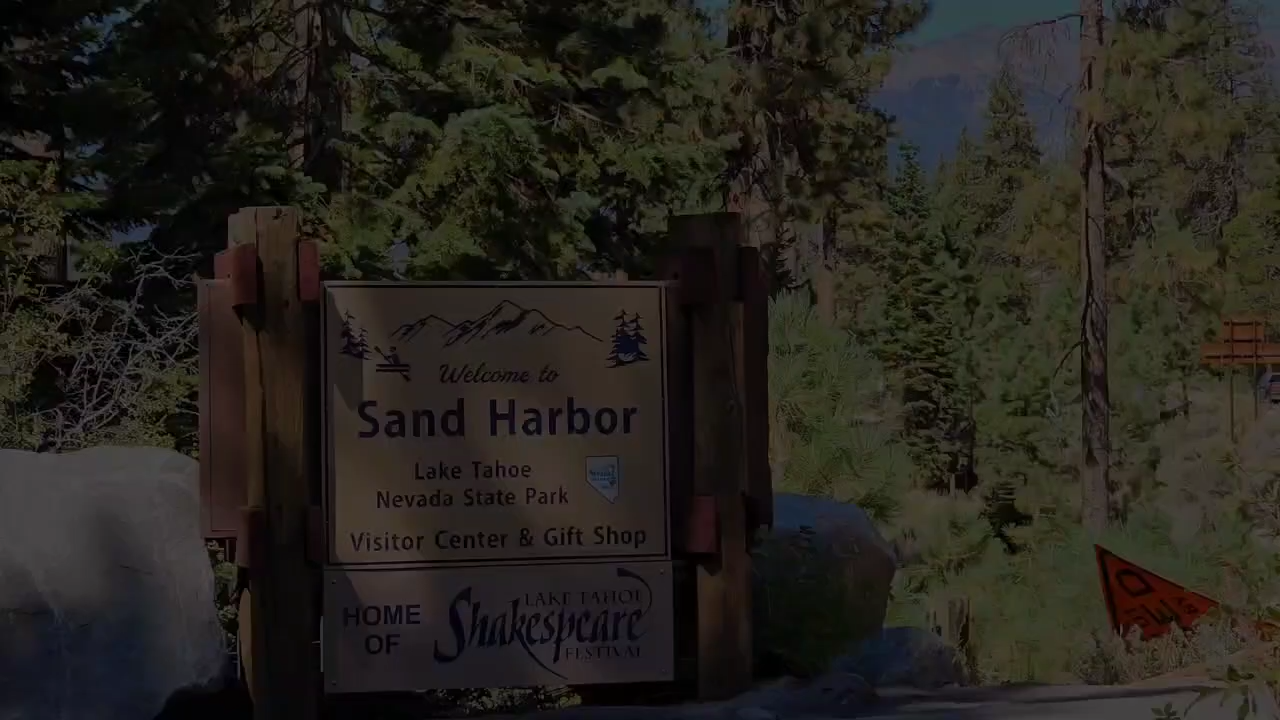 Welcome to
Sand Harbor
Lake Tahoe
Nevada State Park
Visitor Center & Gift Shop
HOME
OF
LAKE TAHOE
Shakespeare
FESTIVAL